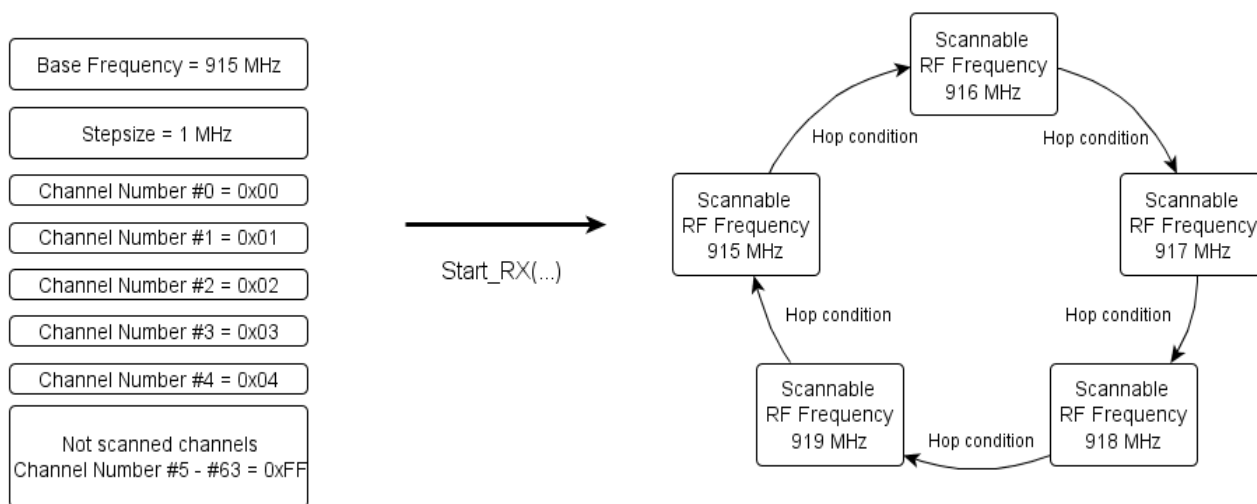 Base Frequency = 915 MHz
Stepsize = 1 MHz
Channel Number #0 = 0x00
Channel Number #1 = 0x01
Channel Number #2 = 0x02
Channel Number #3 = 0x03
Channel Number #4 = 0x04
Not scanned channels
Channel Number #5 - #63 = 0xFF
Start_RX(...)
Scannable
RF Frequency
916 MHz
Hop condition
Hop condition
Scannable
RF Frequency
915 MHz
Scannable
RF Frequency
917 MHz
Hop condition
Hop condition
Scannable
RF Frequency
919 MHz
Hop condition
Scannable
RF Frequency
918 MHz